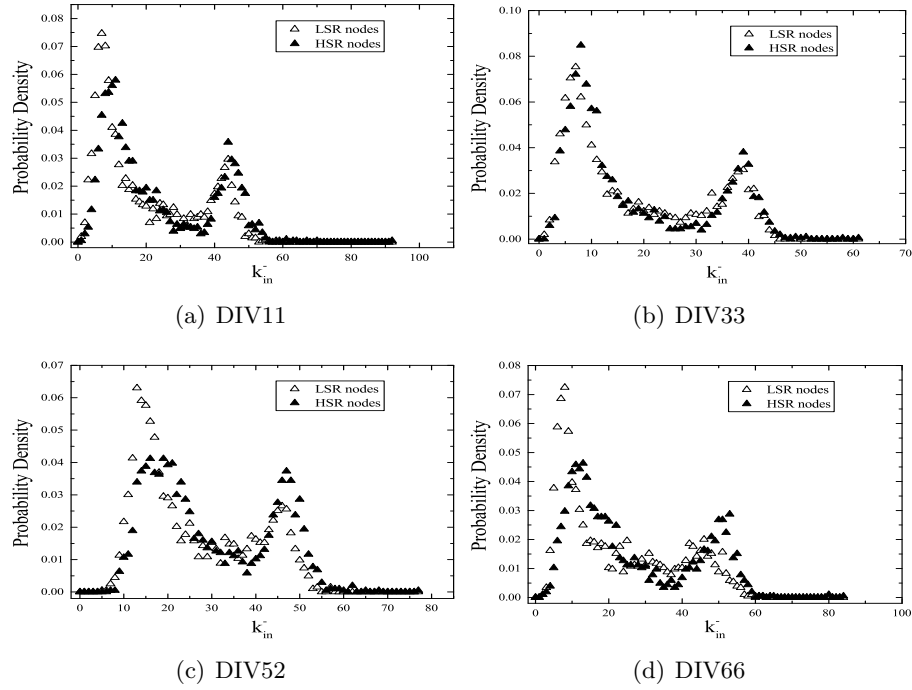 0.08
0.07
0.06
0.05
0.04
0.03
0.02
0.01
0.00
Probability Density
LSR nodes
HSR nodes
0 20 40 60 80 100
k⁻in
(a) DIV11
0.10
0.08
0.06
0.04
0.02
0.00
Probability Density
LSR nodes
HSR nodes
0 10 20 30 40 50 60 70
k⁻in
(b) DIV33
0.07
0.06
0.05
0.04
0.03
0.02
0.01
0.00
Probability Density
LSR nodes
HSR nodes
0 10 20 30 40 50 60 70 80
k⁻in
(c) DIV52
0.08
0.07
0.06
0.05
0.04
0.03
0.02
0.01
0.00
Probability Density
LSR nodes
HSR nodes
0 20 40 60 80 100
k⁻in
(d) DIV66